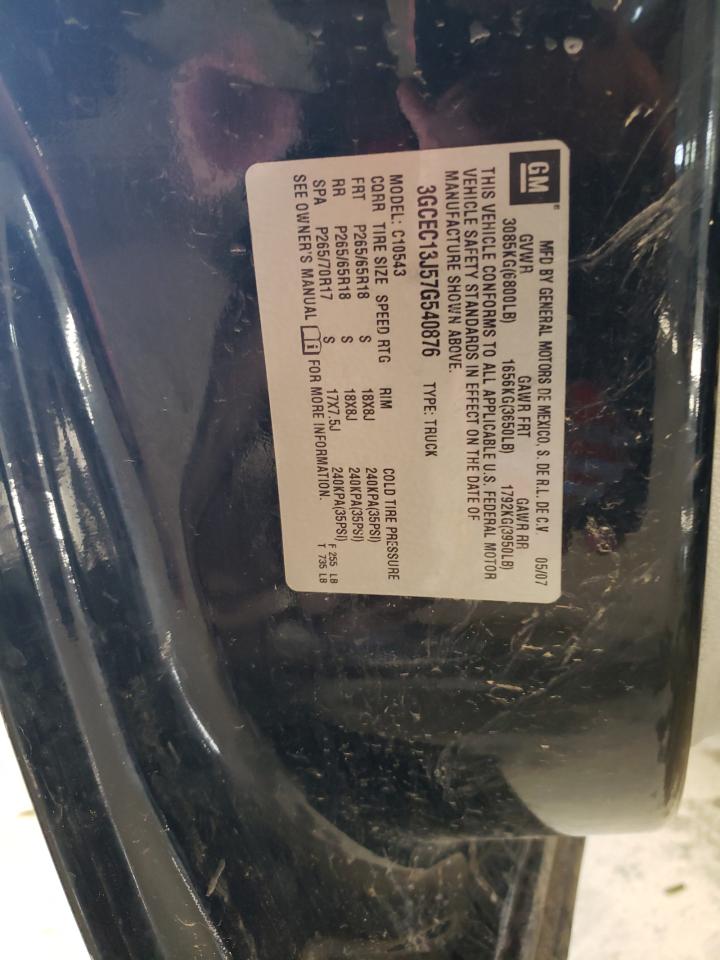 GM®
MFD BY GENERAL MOTORS DE MEXICO, S. DE R.L. DE C.V. 05/07
GVWR GAWR FRT GAWR RR
3085KG(6800LB) 1656KG(3650LB) 1792KG(3950LB)
THIS VEHICLE CONFORMS TO ALL APPLICABLE U.S. FEDERAL MOTOR
VEHICLE SAFETY STANDARDS IN EFFECT ON THE DATE OF
MANUFACTURE SHOWN ABOVE.
3GCEC13J57G540876 TYPE: TRUCK
MODEL: C10543 COLD TIRE PRESSURE
CORR TIRE SIZE SPEED RTG RIM
FRT P265/65R18 S 18X8J 240KPA(35PSI)
RR P265/65R18 S 18X8J 240KPA(35PSI)
SPA P265/70R17 S 17X7.5J 240KPA(35PSI)
SEE OWNER'S MANUAL FOR MORE INFORMATION.
F 255 LB
T 735 LB